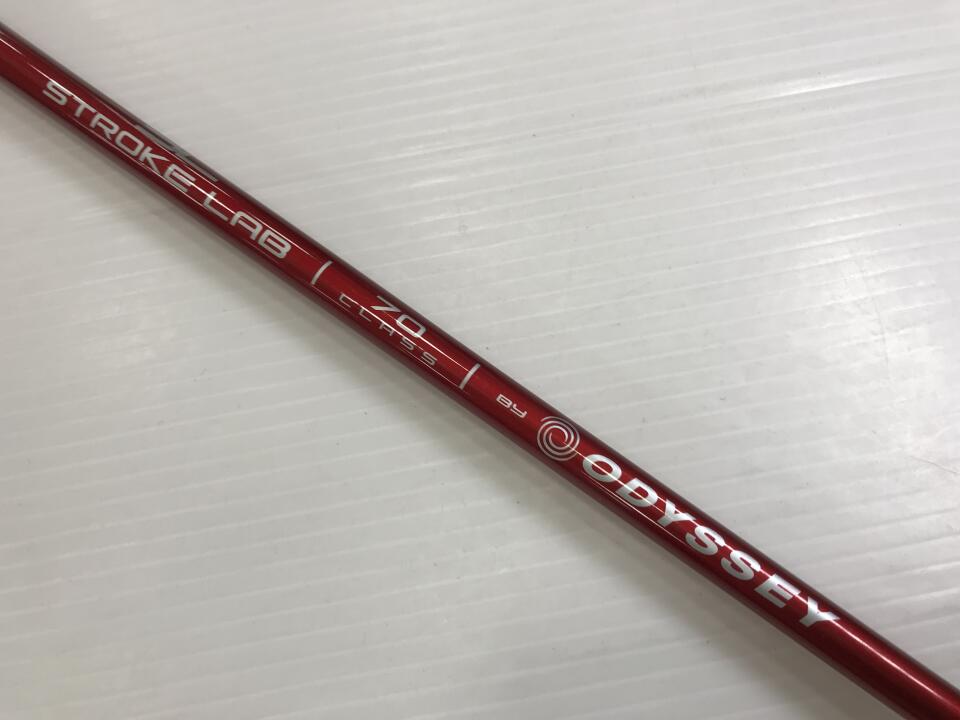 STROKE LAB
70
CLASS
BY ODYSSEY